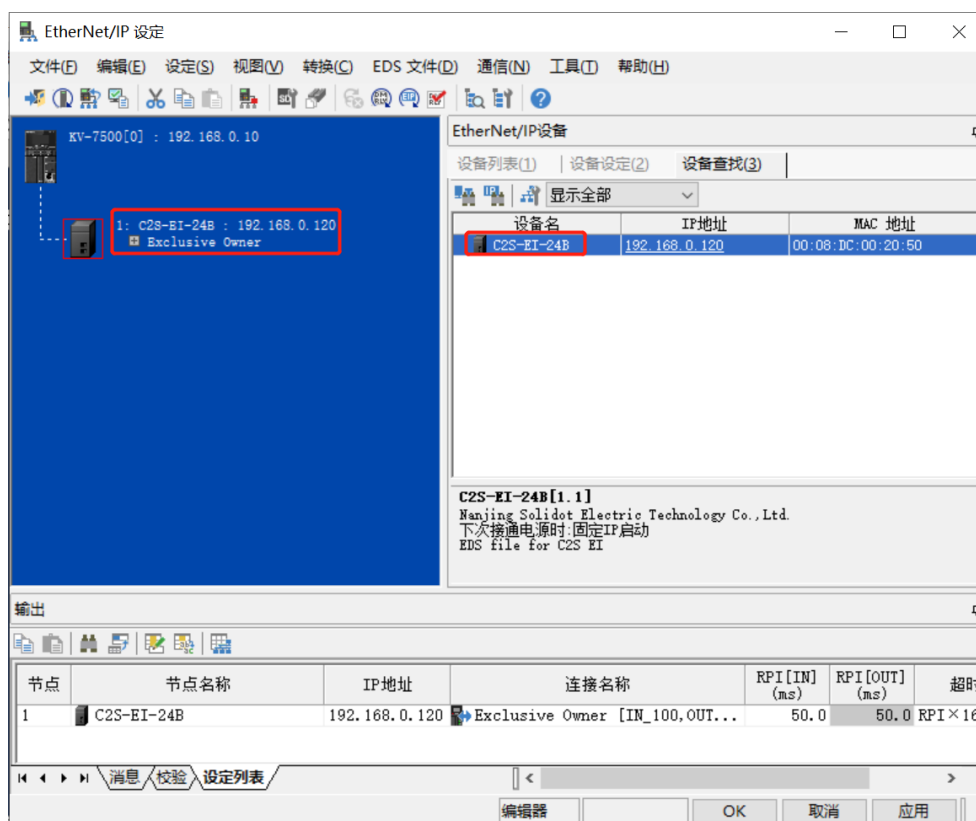 EtherNet/IP 设定
文件(F) 编辑(E) 设定(S) 视图(V) 转换(C) EDS 文件(D) 通信(N) 工具(T) 帮助(H)
KV-7500[0] : 192.168.0.10
1: C2S-EI-24B : 192.168.0.120
Exclusive Owner
EtherNet/IP设备
设备列表(1) 设备设定(2) 设备查找(3)
显示全部
设备名 IP地址 MAC 地址
C2S-EI-24B 192.168.0.120 00:08:DC:00:20:50
C2S-EI-24B[1.1]
Nanjing Solidot Electric Technology Co.,Ltd.
下次接通电源时:固定IP启动
EDS file for C2S EI
输出
节点 节点名称 IP地址 连接名称 RPI[IN] (ms) RPI[OUT] (ms) 超时
1 C2S-EI-24B 192.168.0.120 Exclusive Owner [IN_100,OUT... 50.0 50.0 RPI×16
消息 校验 设定列表
编辑器 OK 取消 应用